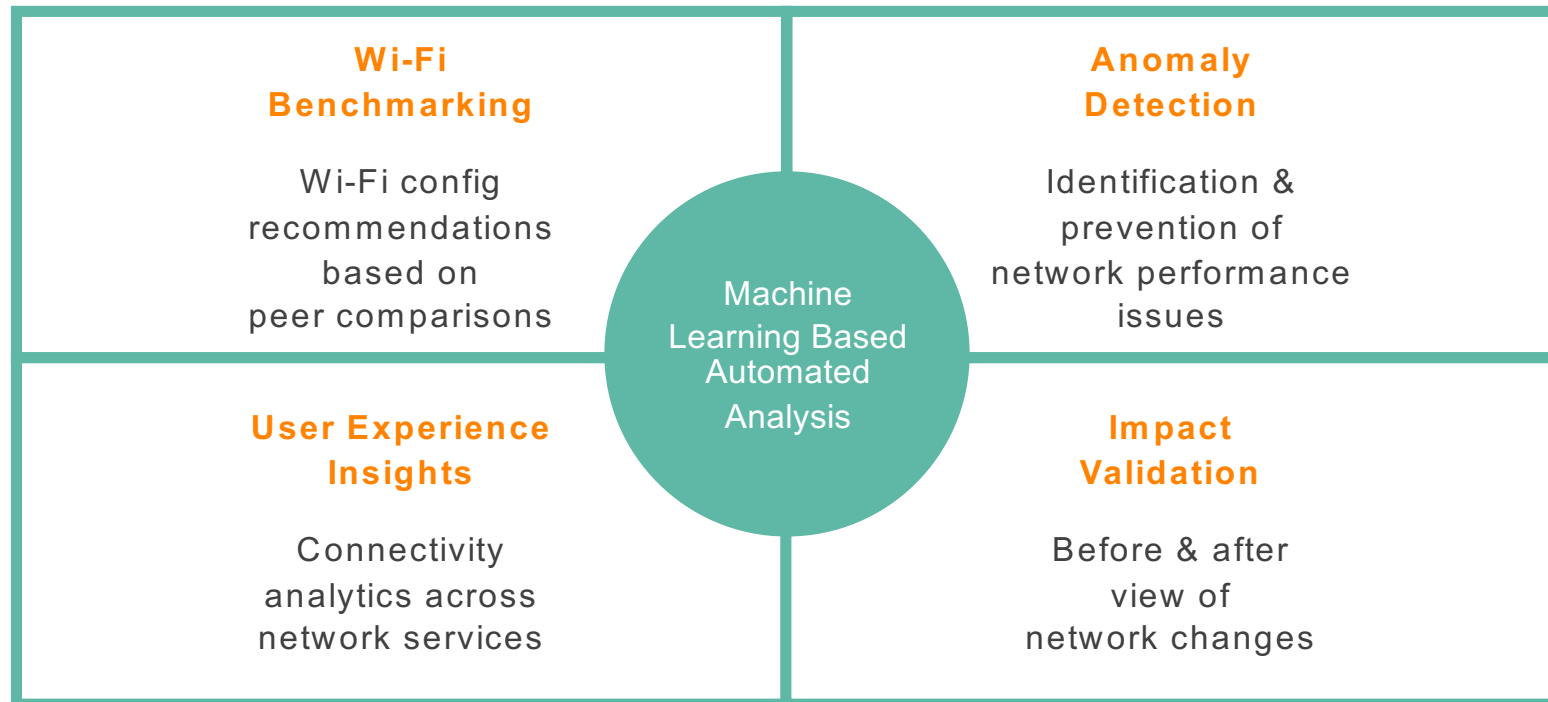 Wi-Fi
Benchmarking
Wi-Fi config
recommendations
based on
peer comparisons
Anomaly
Detection
Identification &
prevention of
network performance
issues
Machine
Learning Based
Automated
Analysis
User Experience
Insights
Connectivity
analytics across
network services
Impact
Validation
Before & after
view of
network changes